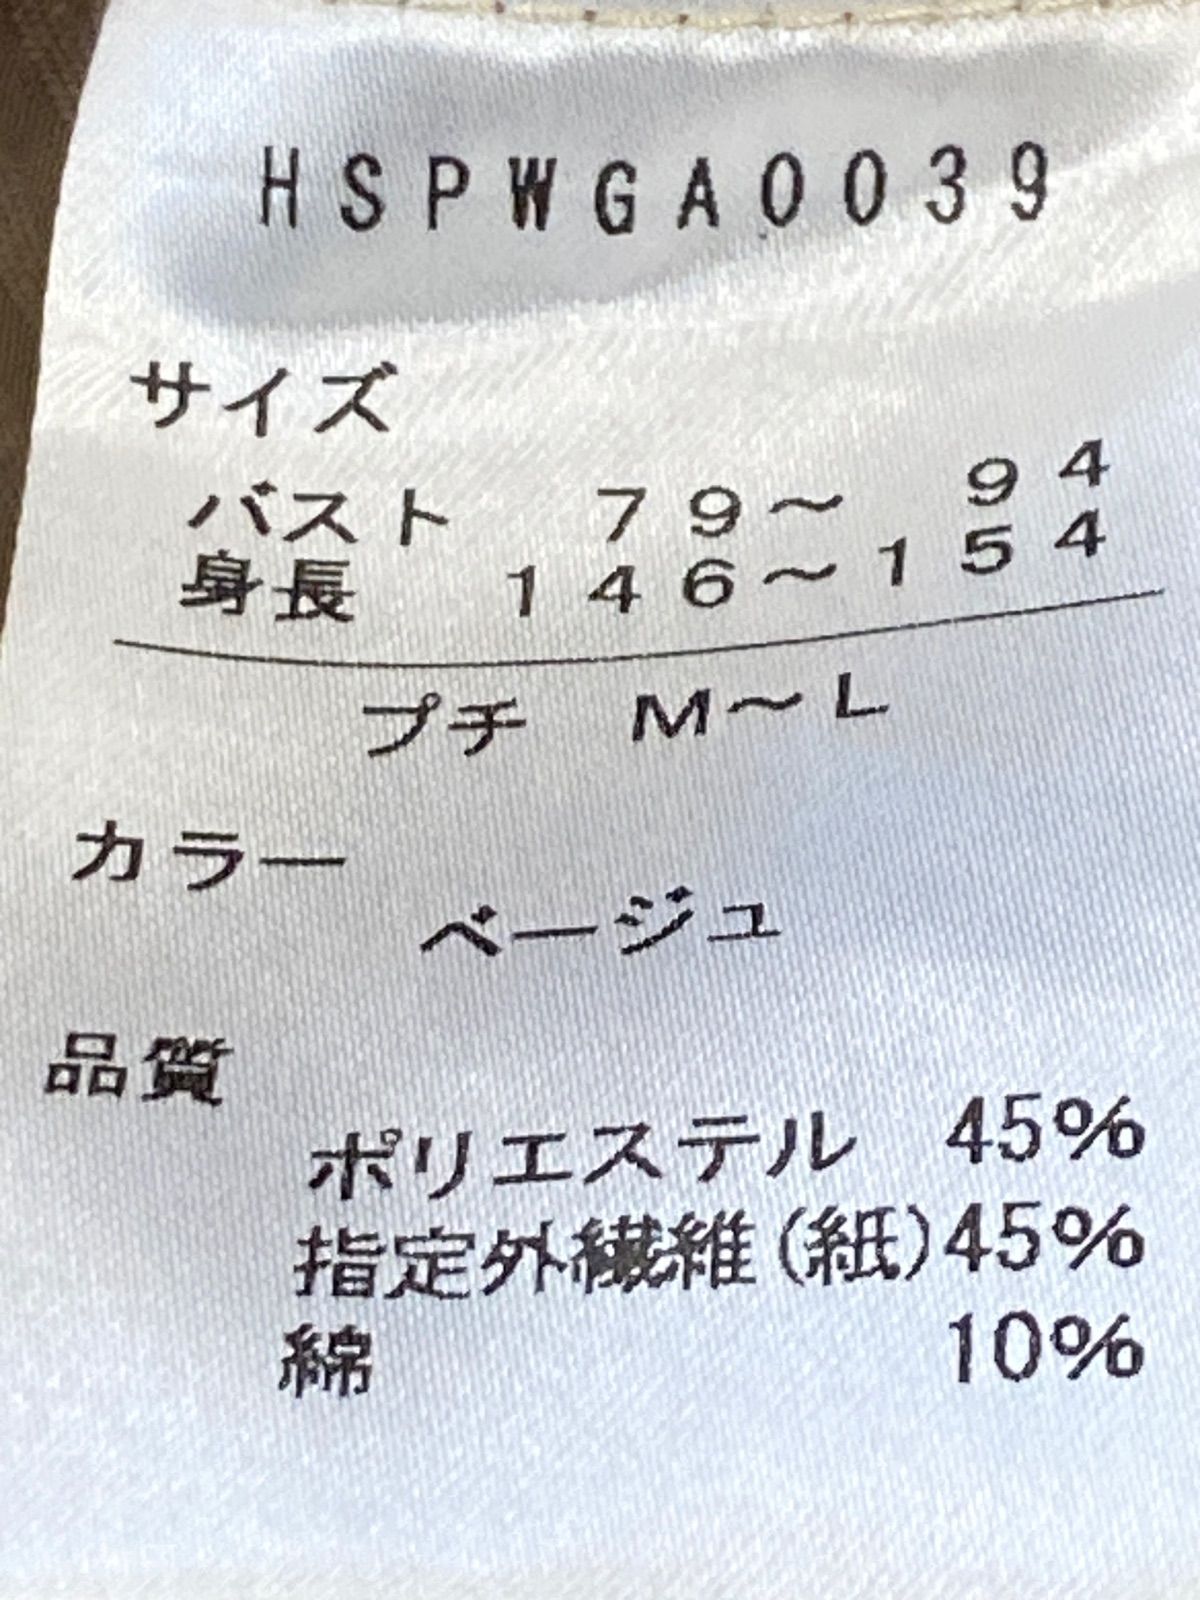 HSPWGA0039
サイズ
バスト 79〜 94
身長 146〜154
プチ M〜L
カラー
ベージュ
品質
ポリエステル 45%
指定外繊維(紙)45%
綿 10%